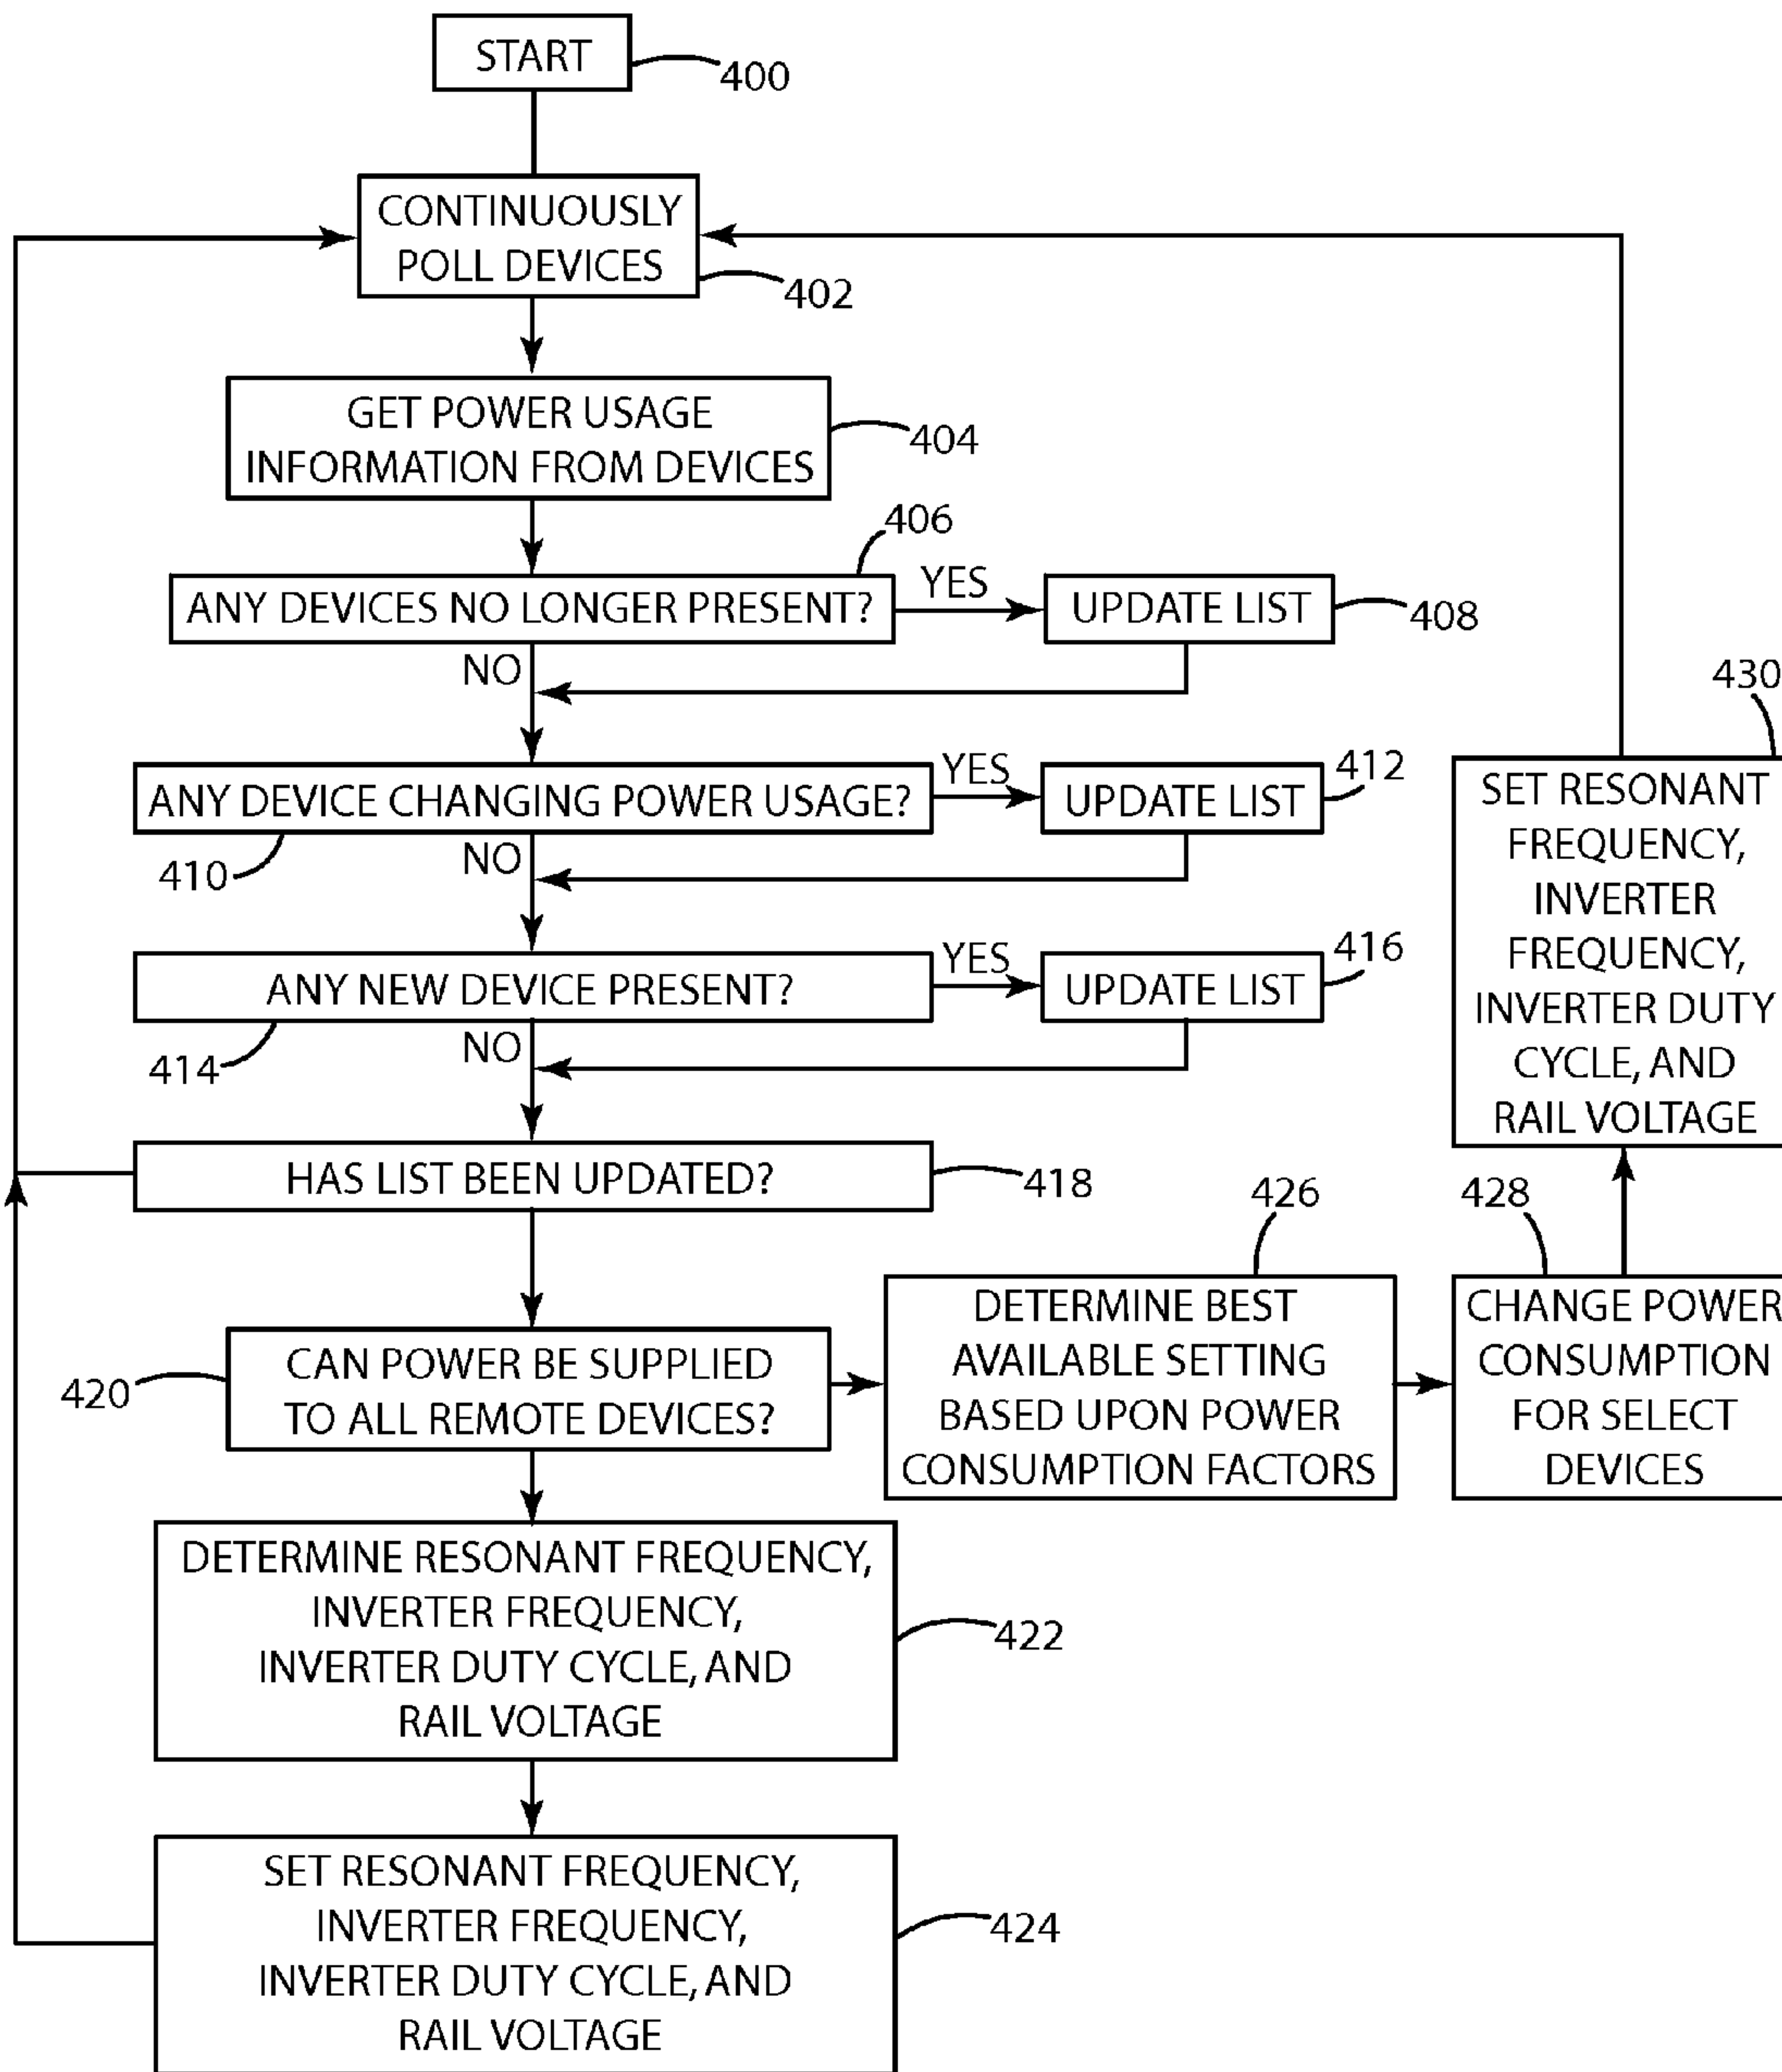 START
400
CONTINUOUSLY
POLL DEVICES
402
GET POWER USAGE
INFORMATION FROM DEVICES
404
406
ANY DEVICES NO LONGER PRESENT?
YES
UPDATE LIST
408
NO
ANY DEVICE CHANGING POWER USAGE?
YES
UPDATE LIST
412
410
NO
ANY NEW DEVICE PRESENT?
YES
UPDATE LIST
416
414
NO
HAS LIST BEEN UPDATED?
418
420
CAN POWER BE SUPPLIED
TO ALL REMOTE DEVICES?
426
DETERMINE BEST
AVAILABLE SETTING
BASED UPON POWER
CONSUMPTION FACTORS
428
CHANGE POWER
CONSUMPTION
FOR SELECT
DEVICES
430
SET RESONANT
FREQUENCY,
INVERTER
FREQUENCY,
INVERTER DUTY
CYCLE, AND
RAIL VOLTAGE
DETERMINE RESONANT FREQUENCY,
INVERTER FREQUENCY,
INVERTER DUTY CYCLE, AND
RAIL VOLTAGE
422
SET RESONANT FREQUENCY,
INVERTER FREQUENCY,
INVERTER DUTY CYCLE, AND
RAIL VOLTAGE
424